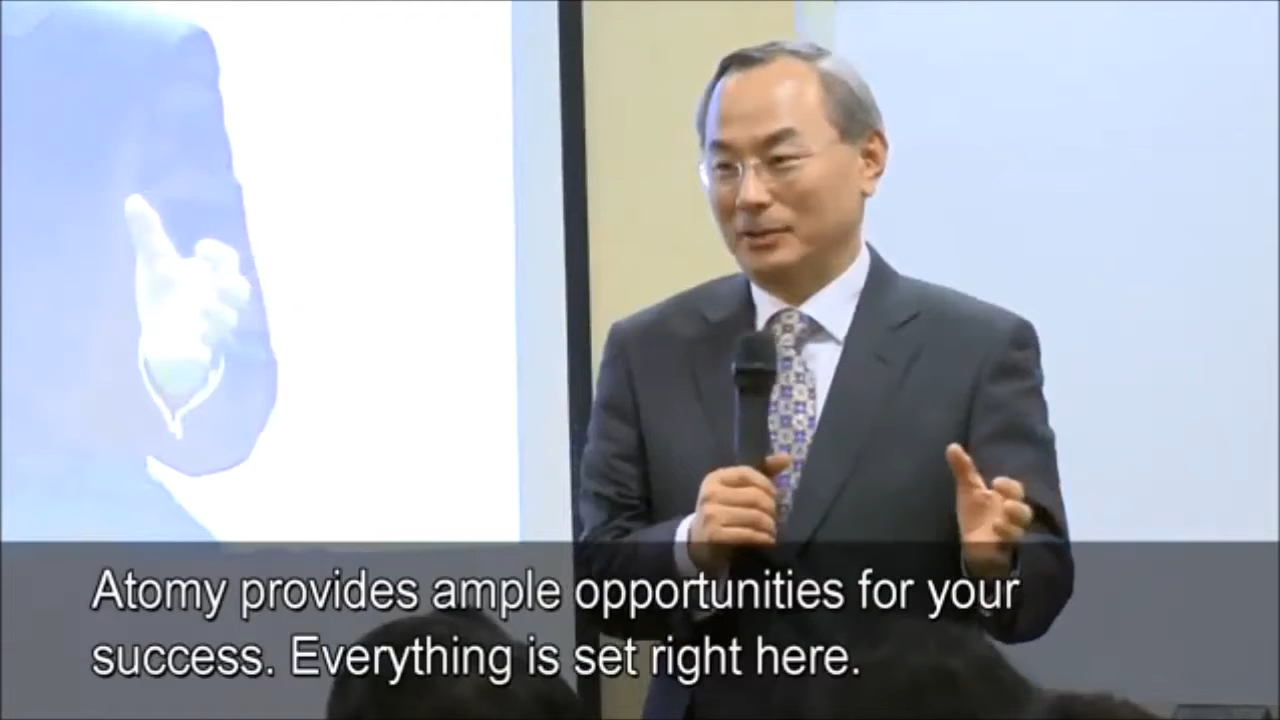 Atomy provides ample opportunities for your
success. Everything is set right here.